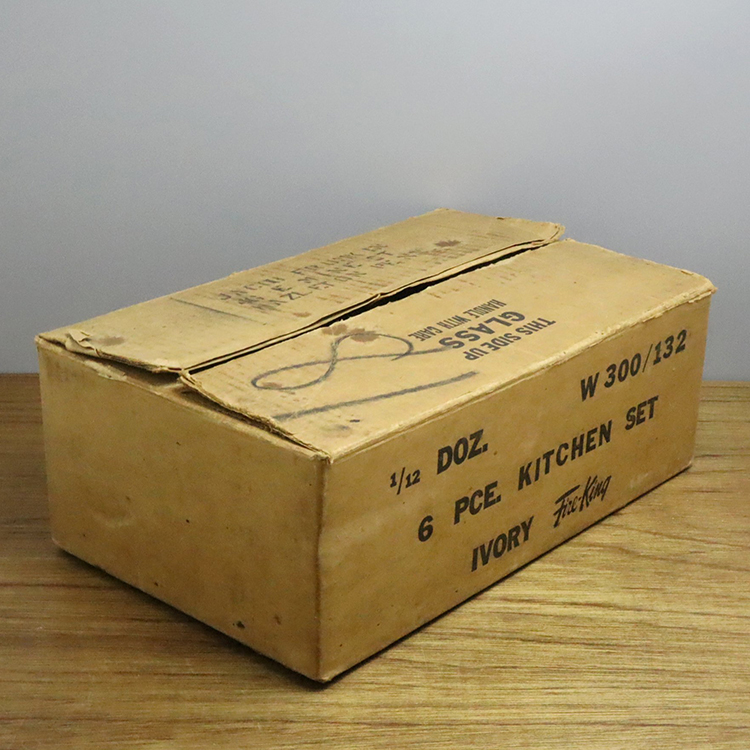 THIS SIDE UP
GLASS
HANDLE WITH CARE
W 300/132
1/12 DOZ.
6 PCE. KITCHEN SET
IVORY Fire-King